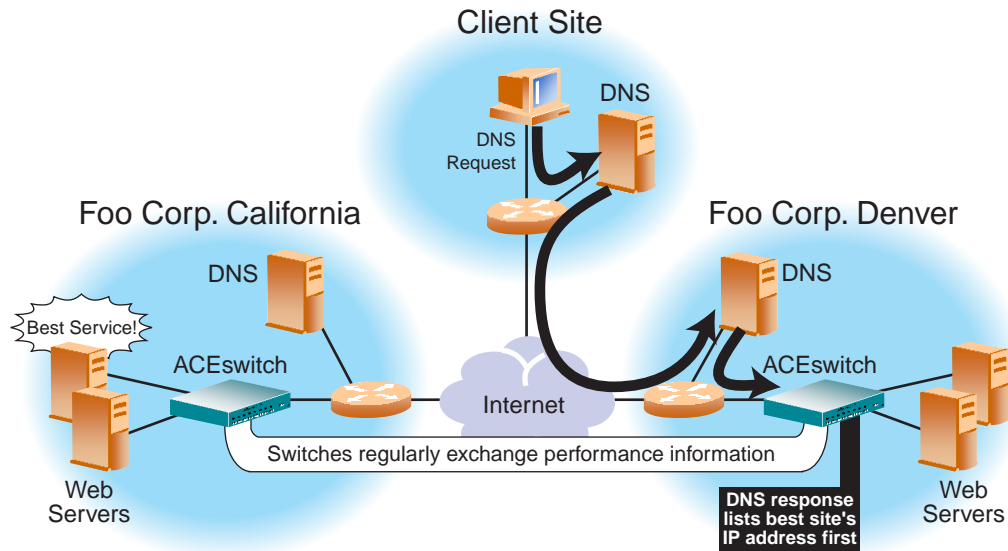 Client Site
DNS
DNS
Request
Foo Corp. California
Foo Corp. Denver
DNS
DNS
Best Service!
ACEswitch
ACEswitch
Internet
Switches regularly exchange performance information
Web
Servers
DNS response
lists best site's
IP address first
Web
Servers